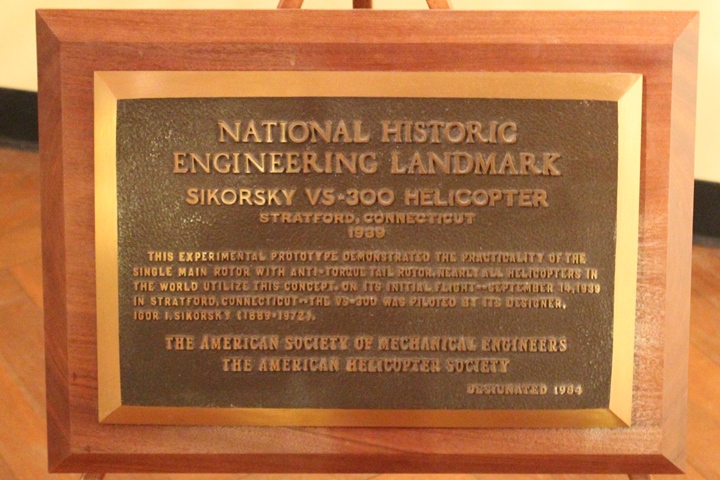 NATIONAL HISTORIC
ENGINEERING LANDMARK
SIKORSKY VS-300 HELICOPTER
STRATFORD, CONNECTICUT
1939
THIS EXPERIMENTAL PROTOTYPE DEMONSTRATED THE PRACTICALITY OF THE
SINGLE MAIN ROTOR WITH ANTI-TORQUE TAIL ROTOR. NEARLY ALL HELICOPTERS IN
THE WORLD UTILIZE THIS CONCEPT. ON ITS INITIAL FLIGHT--SEPTEMBER 14, 1939
IN STRATFORD, CONNECTICUT--THE VS-300 WAS PILOTED BY ITS DESIGNER,
IGOR I. SIKORSKY (1889-1972).
THE AMERICAN SOCIETY OF MECHANICAL ENGINEERS
THE AMERICAN HELICOPTER SOCIETY
DESIGNATED 1984